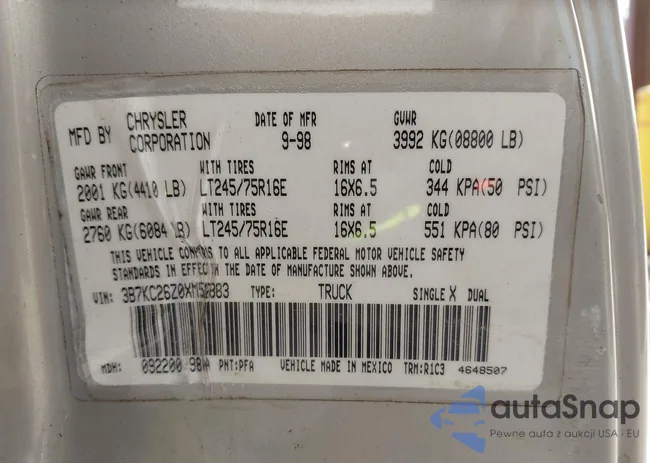 MFD BY CHRYSLER CORPORATION DATE OF MFR 9-98 GVWR 3992 KG(08800 LB)
GAWR FRONT WITH TIRES RIMS AT COLD
2001 KG(4410 LB) LT245/75R16E 16X6.5 344 KPA(50 PSI)
GAWR REAR WITH TIRES RIMS AT COLD
2760 KG(6084 LB) LT245/75R16E 16X6.5 551 KPA(80 PSI)
THIS VEHICLE CONFORMS TO ALL APPLICABLE FEDERAL MOTOR VEHICLE SAFETY
STANDARDS IN EFFECT ON THE DATE OF MANUFACTURE SHOWN ABOVE.
VIN: TYPE: TRUCK SINGLE X DUAL
MDH: 092200 PNT:PFA VEHICLE MADE IN MEXICO TRM:R1C3 4648507
autoSnap
Pewne auta z aukcji USA i EU